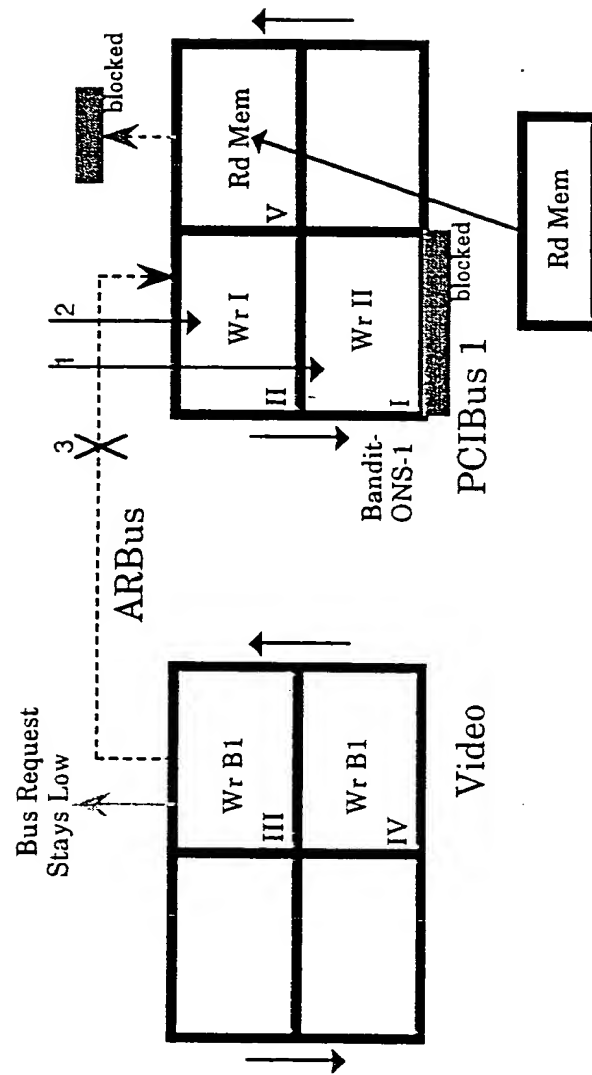 Bus Request
Stays Low
3
1
2
blocked
ARBus
Wr B1
III
Wr I
II
Rd Mem
V
Wr B1
IV
Wr II
I
Bandit-
ONS-1
blocked
Video
PCIBus 1
Rd Mem